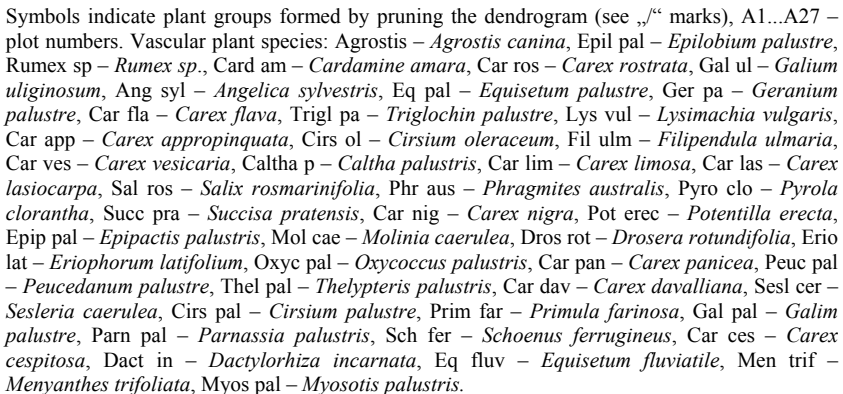 Symbols indicate plant groups formed by pruning the dendrogram (see „/“ marks), A1...A27 –
plot numbers. Vascular plant species: Agrostis – Agrostis canina, Epil pal – Epilobium palustre,
Rumex sp – Rumex sp., Card am – Cardamine amara, Car ros – Carex rostrata, Gal ul – Galium
uliginosum, Ang syl – Angelica sylvestris, Eq pal – Equisetum palustre, Ger pa – Geranium
palustre, Car fla – Carex flava, Trigl pa – Triglochin palustre, Lys vul – Lysimachia vulgaris,
Car app – Carex appropinquata, Cirs ol – Cirsium oleraceum, Fil ulm – Filipendula ulmaria,
Car ves – Carex vesicaria, Caltha p – Caltha palustris, Car lim – Carex limosa, Car las – Carex
lasiocarpa, Sal ros – Salix rosmarinifolia, Phr aus – Phragmites australis, Pyro clo – Pyrola
clorantha, Succ pra – Succisa pratensis, Car nig – Carex nigra, Pot erec – Potentilla erecta,
Epip pal – Epipactis palustris, Mol cae – Molinia caerulea, Dros rot – Drosera rotundifolia, Erio
lat – Eriophorum latifolium, Oxyc pal – Oxycoccus palustris, Car pan – Carex panicea, Peuc pal
– Peucedanum palustre, Thel pal – Thelypteris palustris, Car dav – Carex davalliana, Sesl cer –
Sesleria caerulea, Cirs pal – Cirsium palustre, Prim far – Primula farinosa, Gal pal – Galim
palustre, Parn pal – Parnassia palustris, Sch fer – Schoenus ferrugineus, Car ces – Carex
cespitosa, Dact in – Dactylorhiza incarnata, Eq fluv – Equisetum fluviatile, Men trif –
Menyanthes trifoliata, Myos pal – Myosotis palustris.